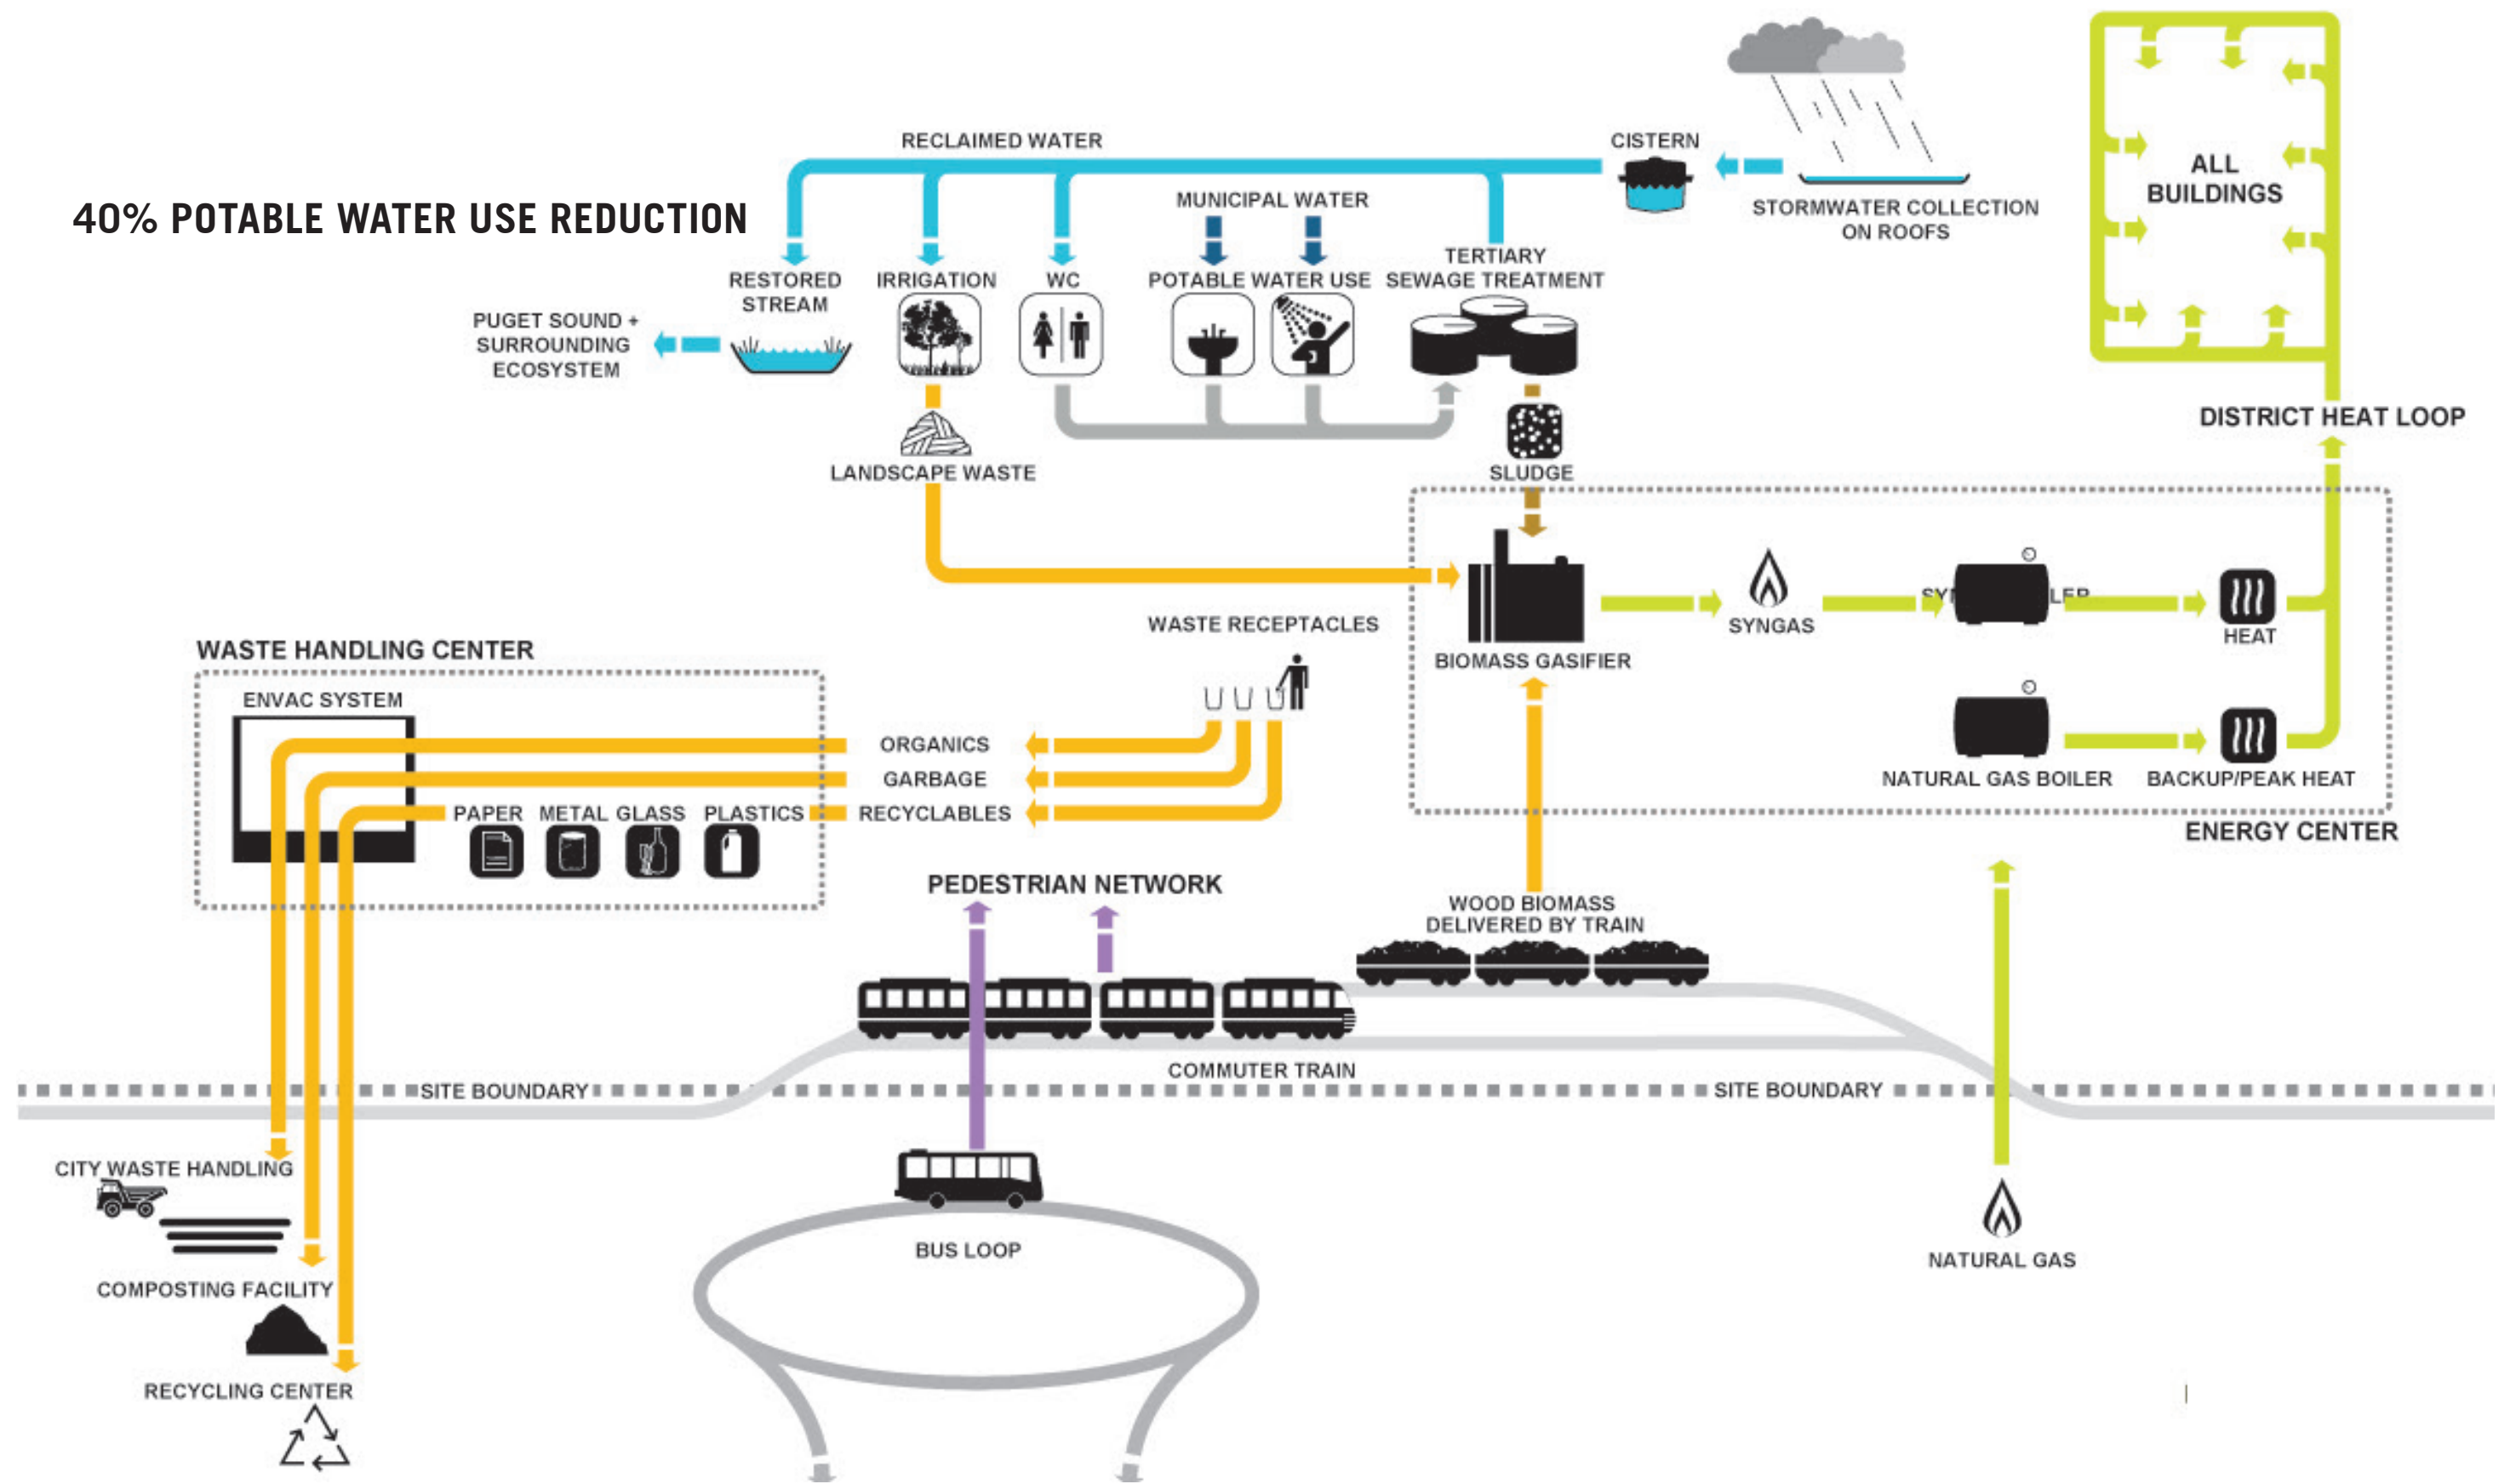 RECLAIMED WATER
CISTERN
40% POTABLE WATER USE REDUCTION
MUNICIPAL WATER
STORMWATER COLLECTION
ON ROOFS
ALL
BUILDINGS
RESTORED
STREAM
IRRIGATION
WC
POTABLE WATER USE
TERTIARY
SEWAGE TREATMENT
PUGET SOUND +
SURROUNDING
ECOSYSTEM
LANDSCAPE WASTE
SLUDGE
DISTRICT HEAT LOOP
WASTE RECEPTACLES
BIOMASS GASIFIER
SYNGAS
HEAT
NATURAL GAS BOILER
BACKUP/PEAK HEAT
ENERGY CENTER
WASTE HANDLING CENTER
ENVAC SYSTEM
ORGANICS
GARBAGE
PAPER
METAL
GLASS
PLASTICS
RECYCLABLES
PEDESTRIAN NETWORK
WOOD BIOMASS
DELIVERED BY TRAIN
COMMUTER TRAIN
SITE BOUNDARY
SITE BOUNDARY
CITY WASTE HANDLING
BUS LOOP
NATURAL GAS
COMPOSTING FACILITY
RECYCLING CENTER